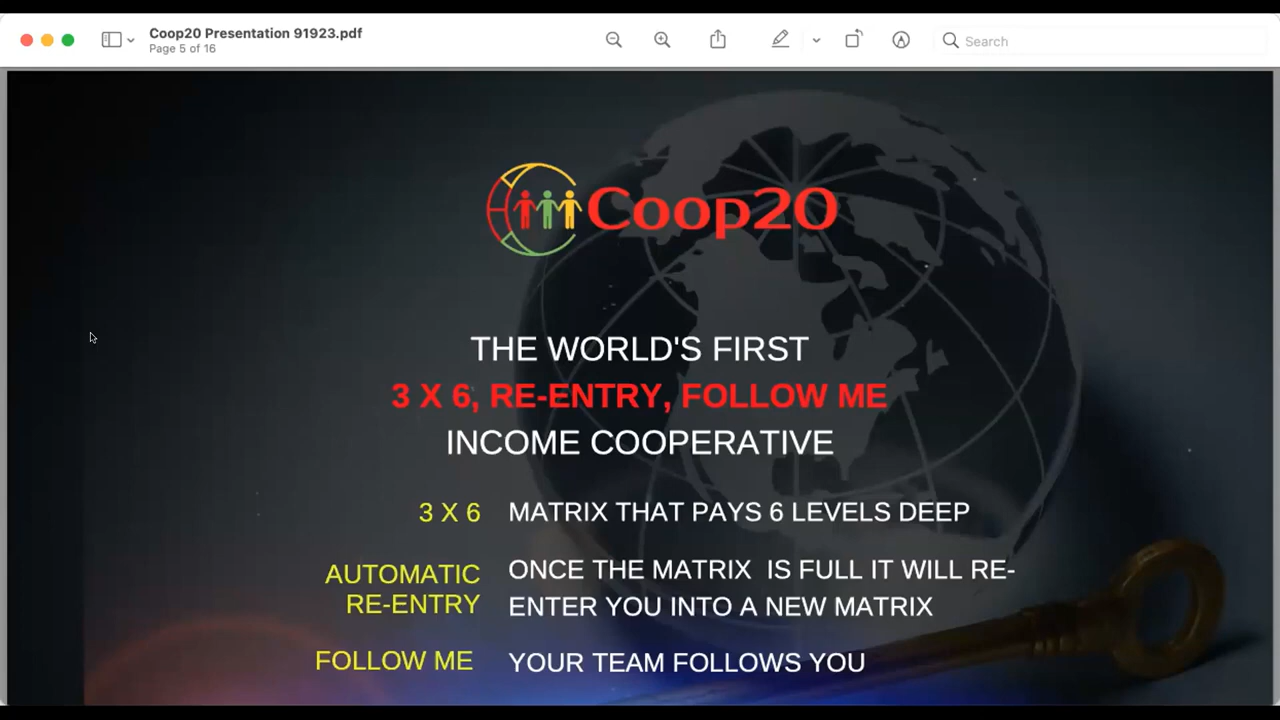 Coop20 Presentation 91923.pdf
Page 5 of 16
Search
Coop20
THE WORLD'S FIRST
3 X 6, RE-ENTRY, FOLLOW ME
INCOME COOPERATIVE
3 X 6 MATRIX THAT PAYS 6 LEVELS DEEP
AUTOMATIC
RE-ENTRY
ONCE THE MATRIX IS FULL IT WILL RE-
ENTER YOU INTO A NEW MATRIX
FOLLOW ME YOUR TEAM FOLLOWS YOU